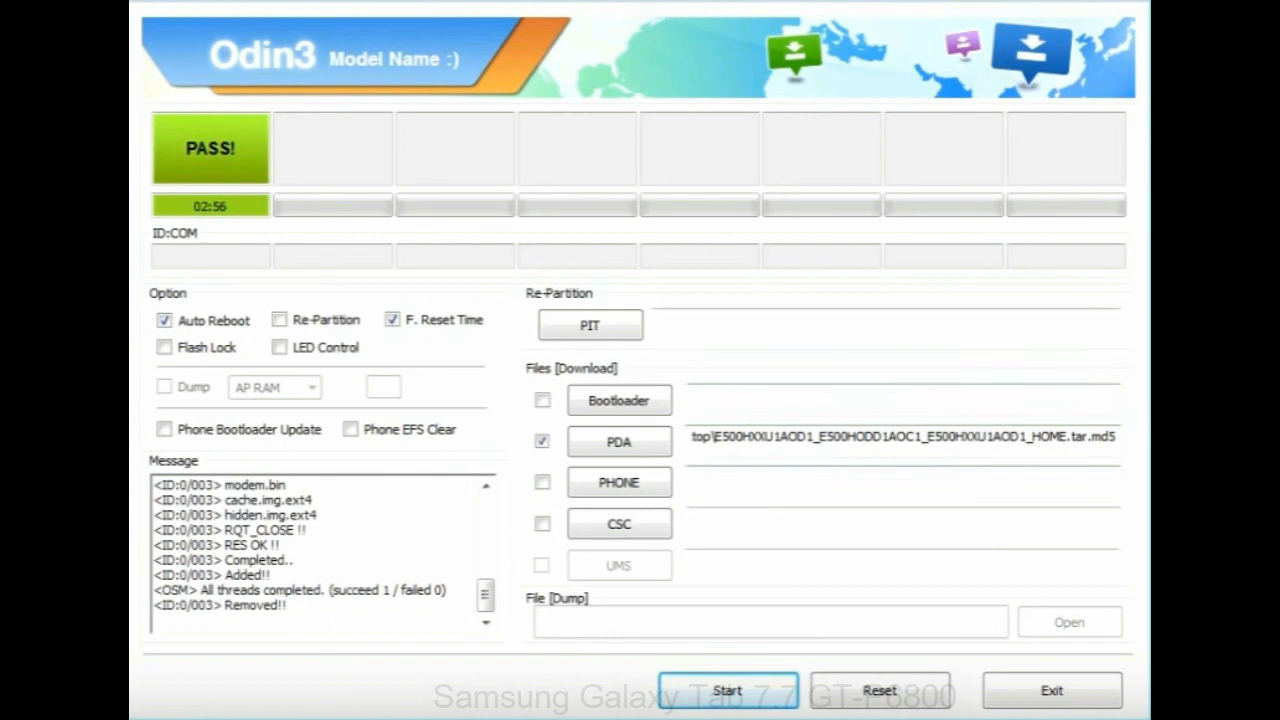 Odin3 Model Name :)
PASS!
02:56
ID:COM
Option
Auto Reboot Re-Partition F. Reset Time
Flash Lock LED Control
Dump AP RAM
Phone Bootloader Update Phone EFS Clear
Message
<ID:0/003> modem.bin
<ID:0/003> cache.img.ext4
<ID:0/003> hidden.img.ext4
<ID:0/003> RQT_CLOSE !!
<ID:0/003> RES OK !!
<ID:0/003> Completed..
<ID:0/003> Added!!
<OSM> All threads completed. (succeed 1 / failed 0)
<ID:0/003> Removed!!
Re-Partition
PIT
Files [Download]
Bootloader
PDA top\E500HXXU1AOD1_E500HODD1AOC1_E500HXXU1AOD1_HOME.tar.md5
PHONE
CSC
UMS
File [Dump]
Open
Start Reset Exit
Samsung Galaxy Tab 7.7 GT-P6800